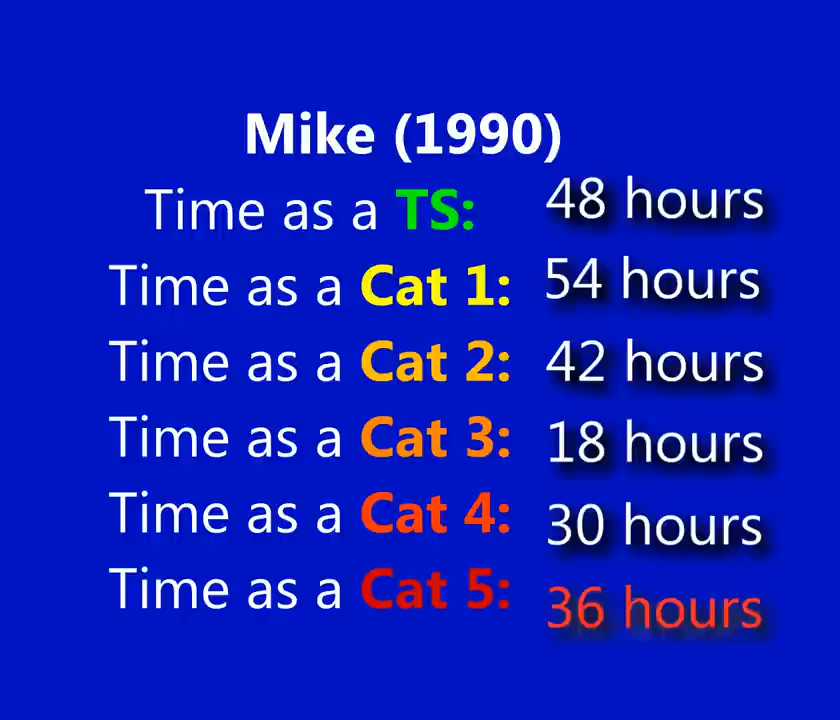 Mike (1990)
Time as a TS: 48 hours
Time as a Cat 1: 54 hours
Time as a Cat 2: 42 hours
Time as a Cat 3: 18 hours
Time as a Cat 4: 30 hours
Time as a Cat 5: 36 hours